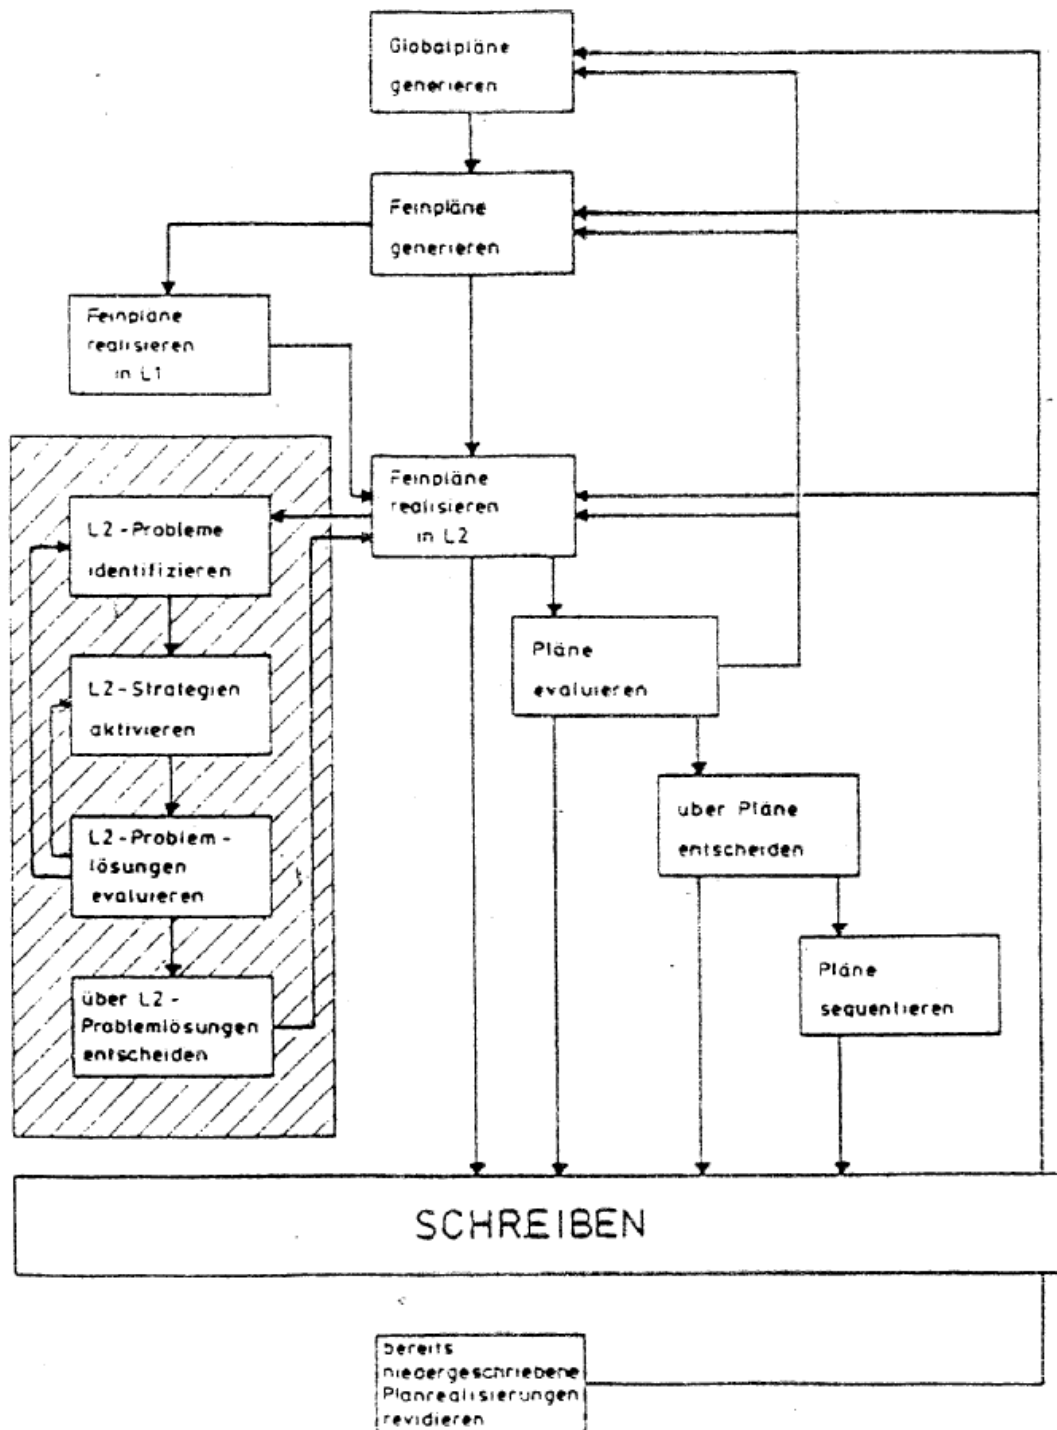 Globalpläne
generieren
Feinpläne
generieren
Feinpläne
realisieren
in L1
Feinpläne
realisieren
in L2
L2-Probleme
identifizieren
Pläne
evaluieren
L2-Strategien
aktivieren
über Pläne
entscheiden
L2-Problem-
lösungen
evaluieren
Pläne
sequentieren
über L2-
Problemlösungen
entscheiden
SCHREIBEN
bereits
niedergeschriebene
Planrealisierungen
revidieren